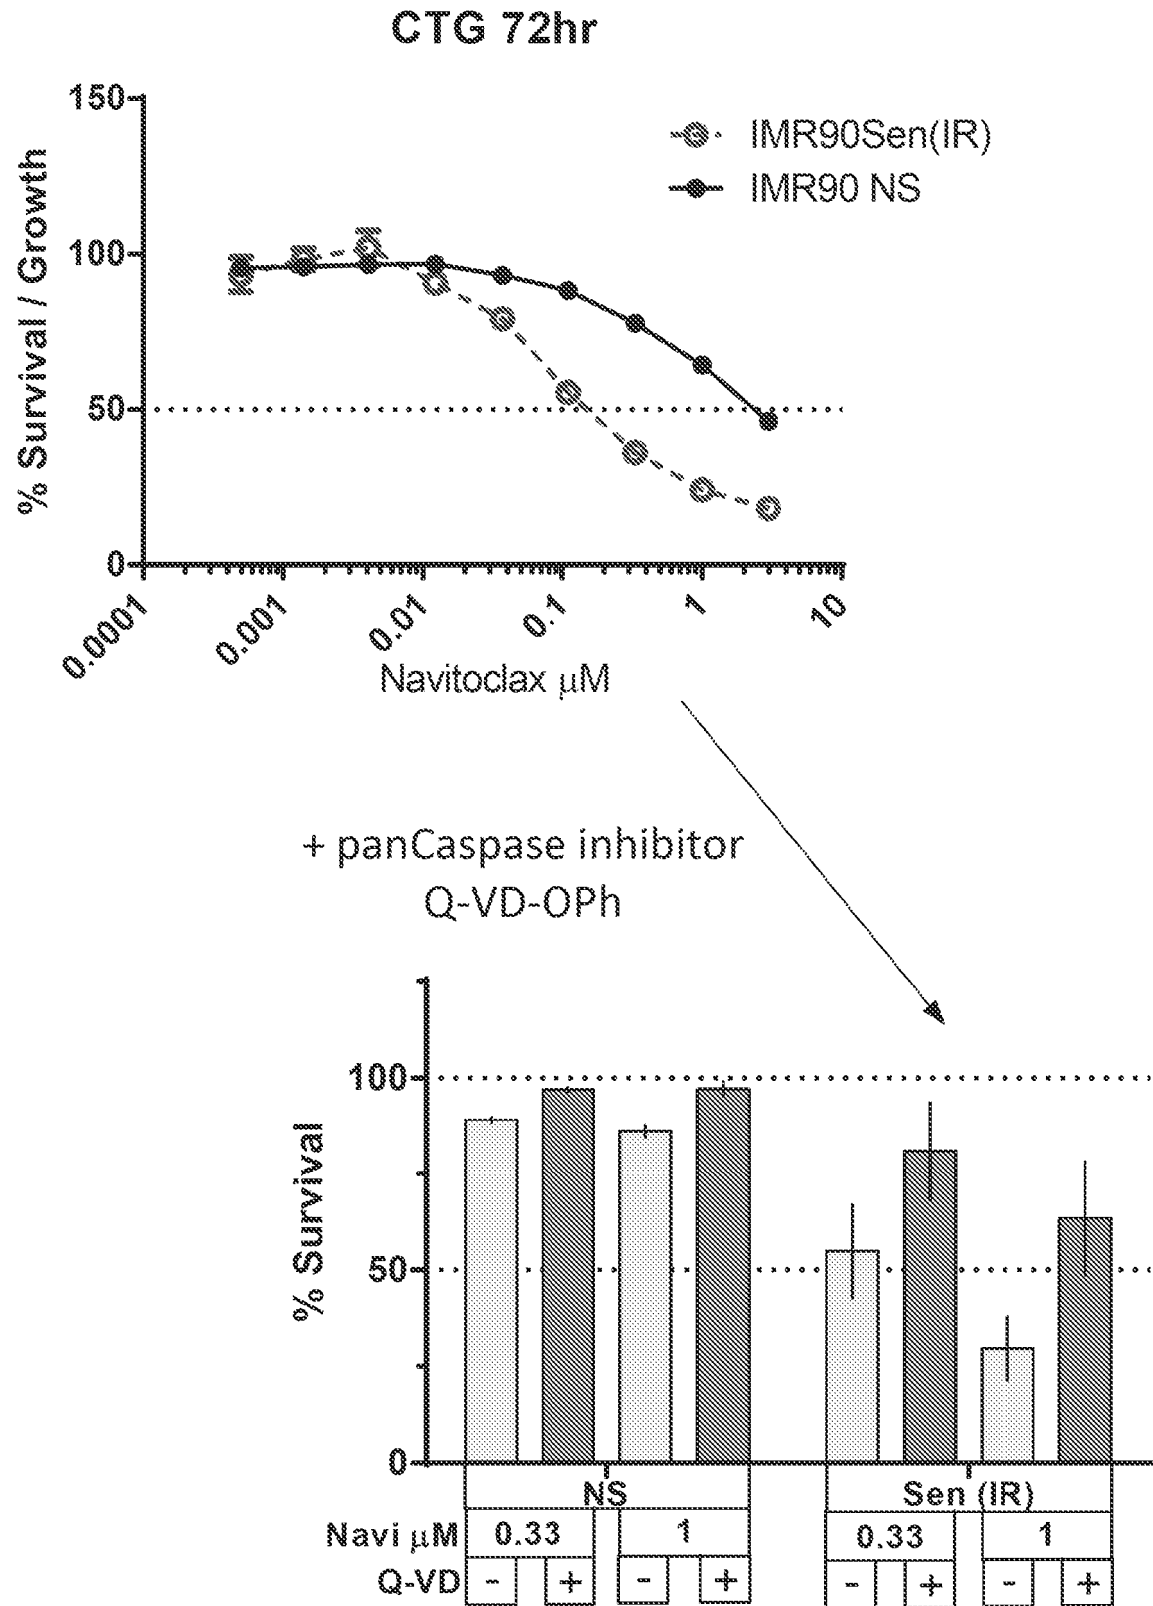 CTG 72hr
150
100
50
0
% Survival / Growth
IMR90Sen(IR)
IMR90 NS
0.0001
0.001
0.01
0.1
1
10
Navitoclax μM
+ panCaspase inhibitor
Q-VD-OPh
100
50
0
% Survival
NS
Sen (IR)
Navi μM 0.33 1 0.33 1
Q-VD - + - + - + - +